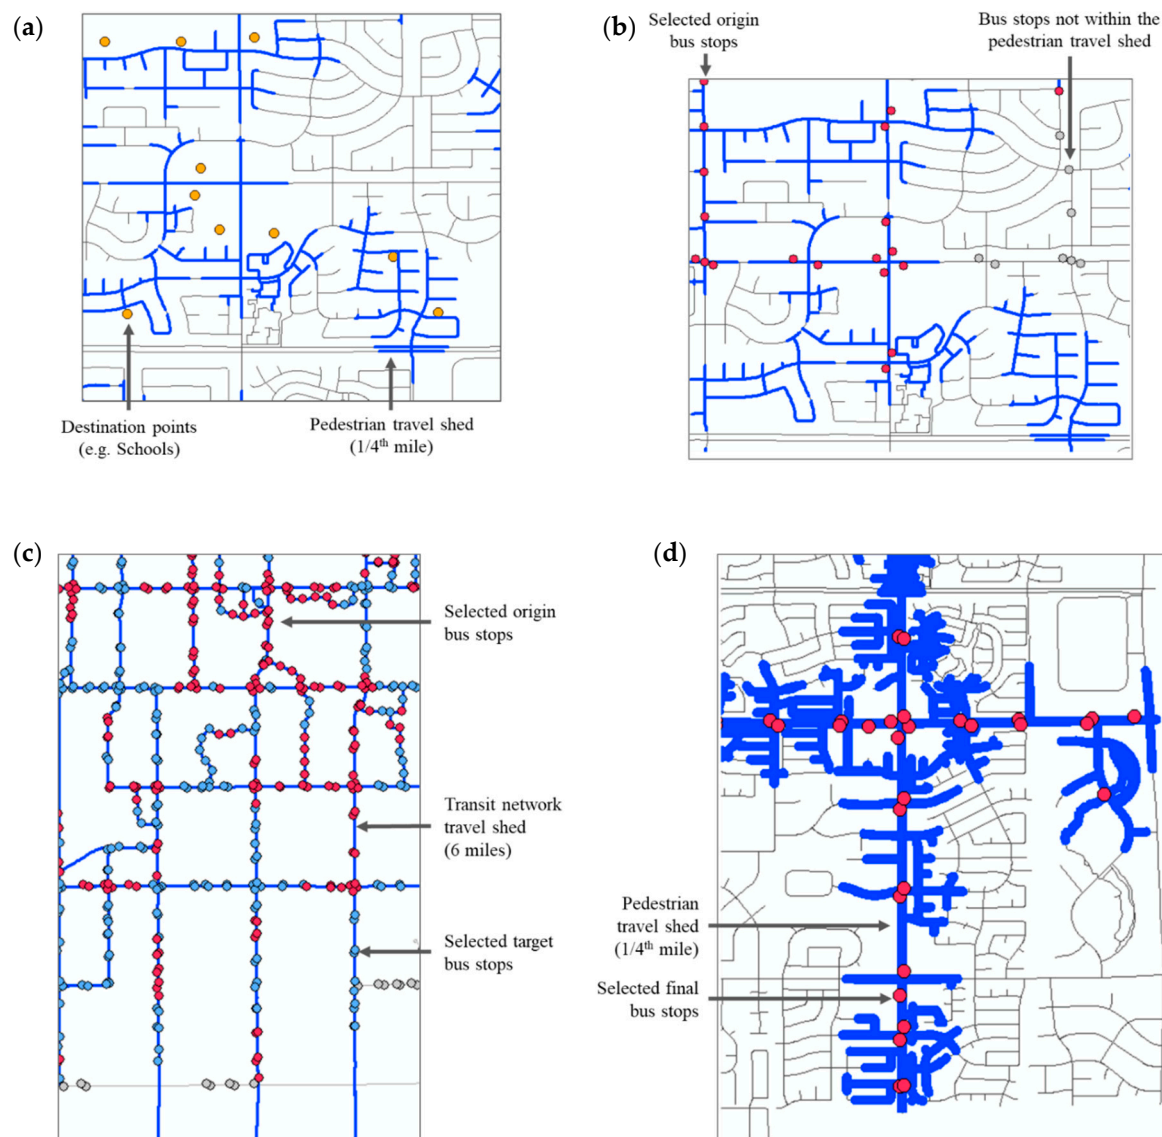 (a)
Destination points
(e.g. Schools)
Pedestrian travel shed
(1/4th mile)
(b)
Selected origin
bus stops
Bus stops not within the
pedestrian travel shed
(c)
Selected origin
bus stops
Transit network
travel shed
(6 miles)
Selected target
bus stops
(d)
Pedestrian
travel shed
(1/4th mile)
Selected final
bus stops